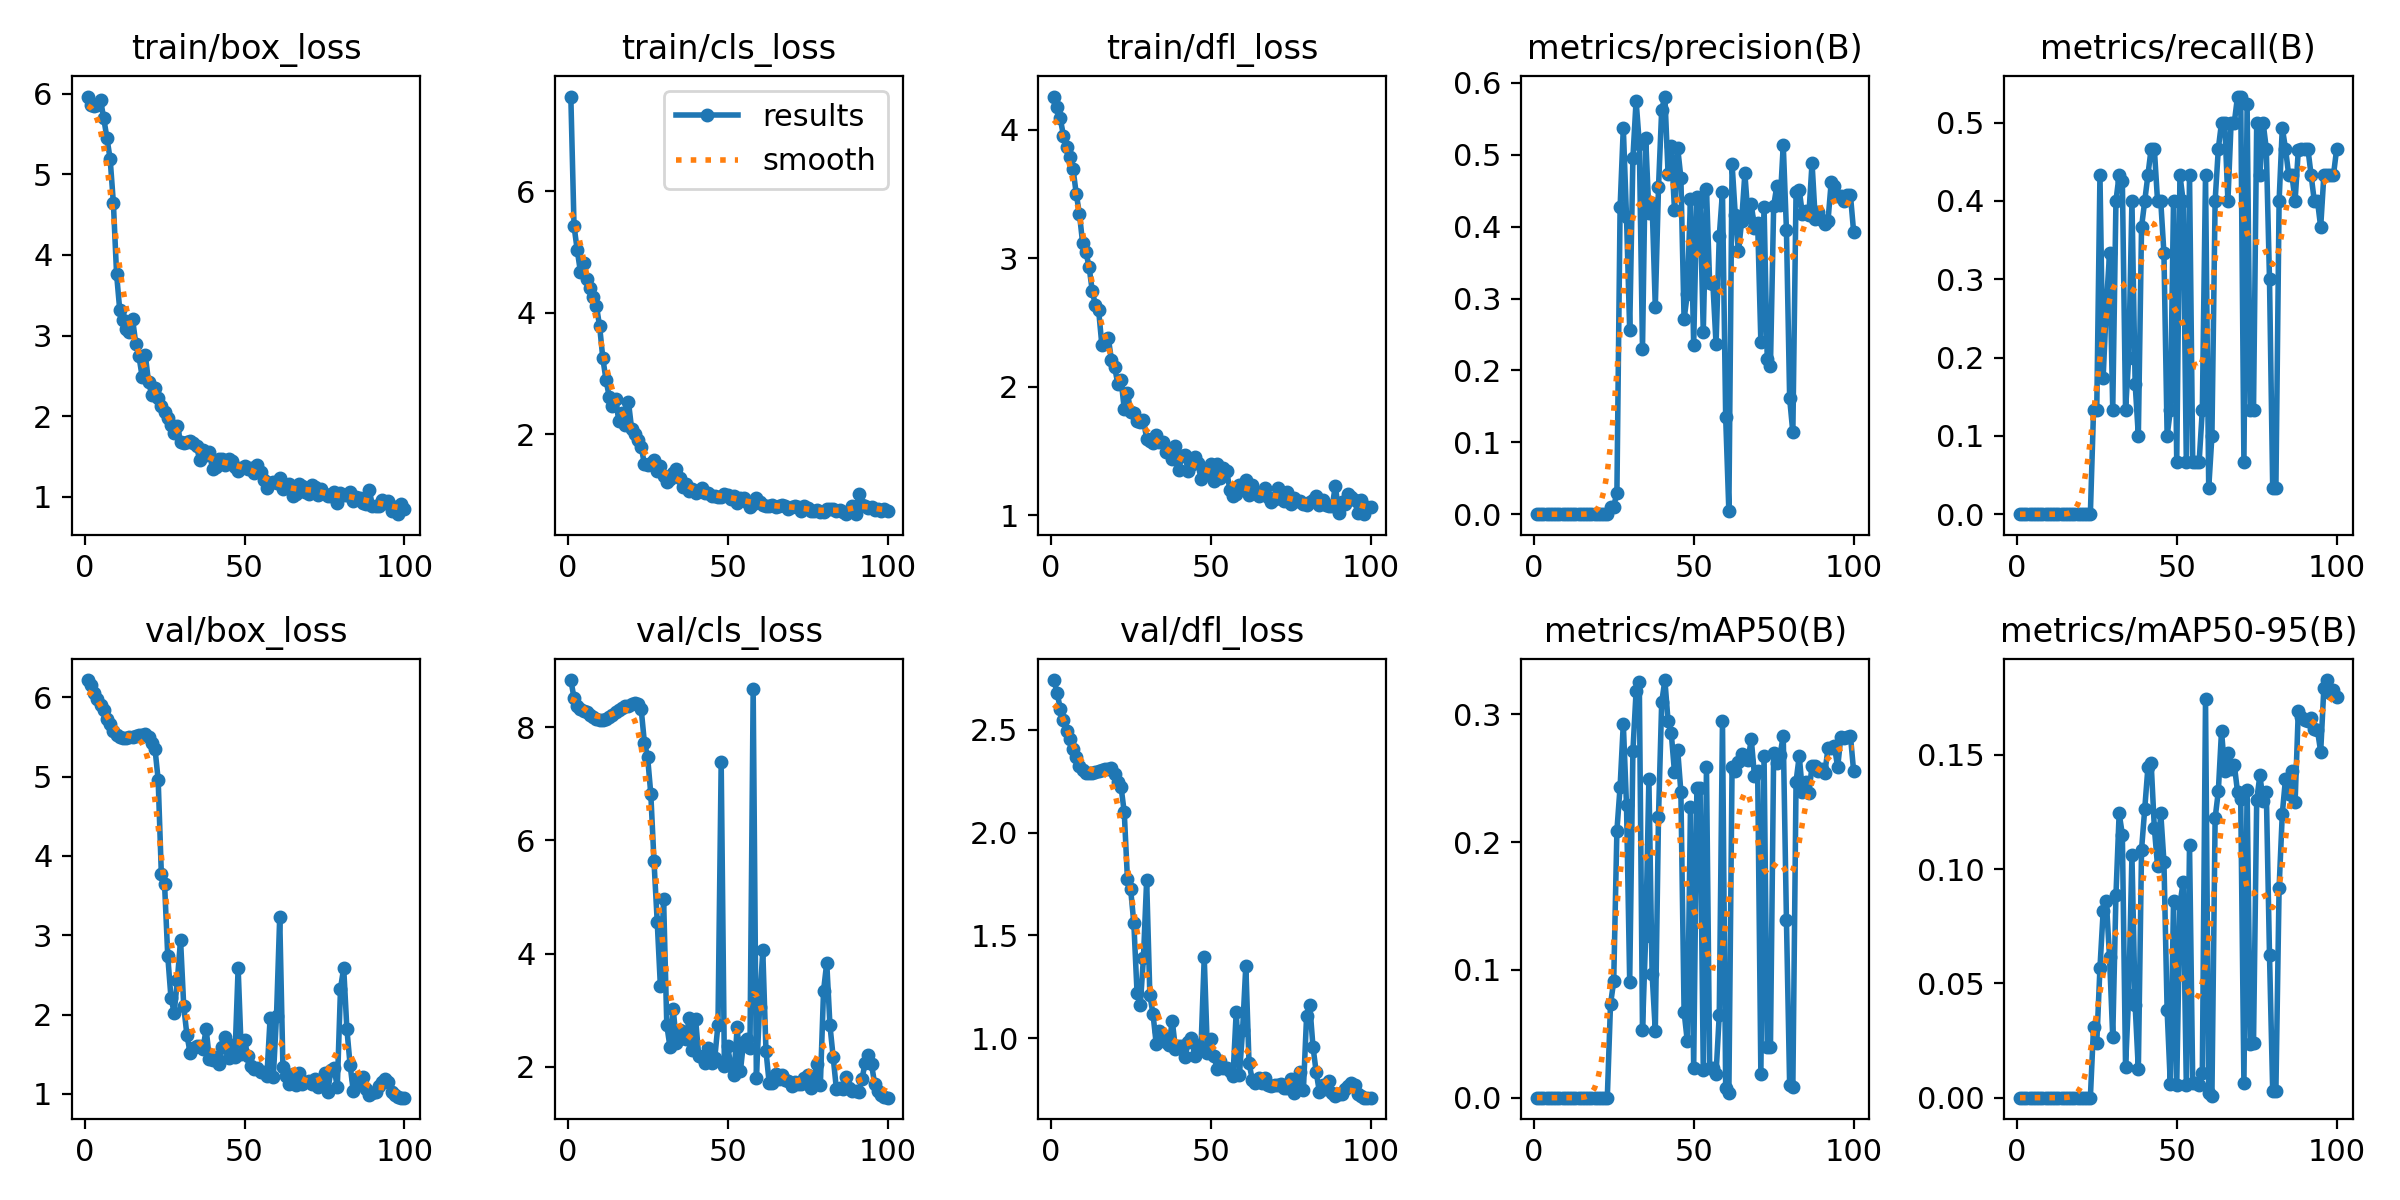 train/box_loss
6
5
4
3
2
1
0 50 100
train/cls_loss
results
smooth
6
4
2
0 50 100
train/dfl_loss
4
3
2
1
0 50 100
metrics/precision(B)
0.6
0.5
0.4
0.3
0.2
0.1
0.0
0 50 100
metrics/recall(B)
0.5
0.4
0.3
0.2
0.1
0.0
0 50 100
val/box_loss
6
5
4
3
2
1
0 50 100
val/cls_loss
8
6
4
2
0 50 100
val/dfl_loss
2.5
2.0
1.5
1.0
0 50 100
metrics/mAP50(B)
0.3
0.2
0.1
0.0
0 50 100
metrics/mAP50-95(B)
0.15
0.10
0.05
0.00
0 50 100